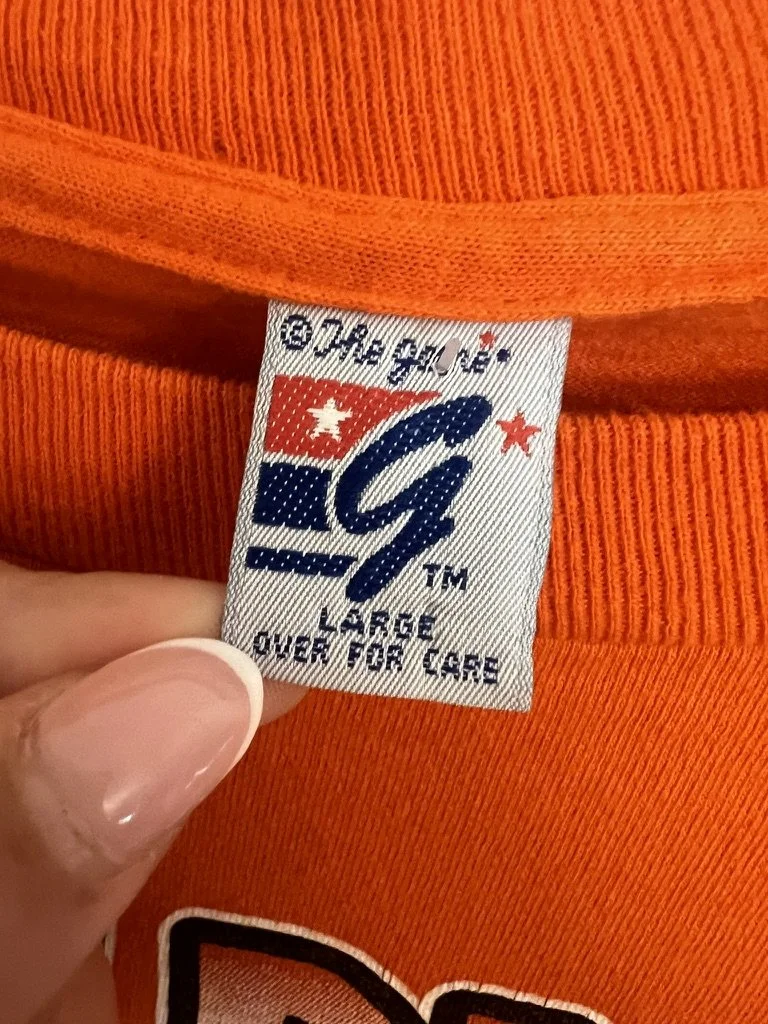 © The game
G
TM
LARGE
OVER FOR CARE